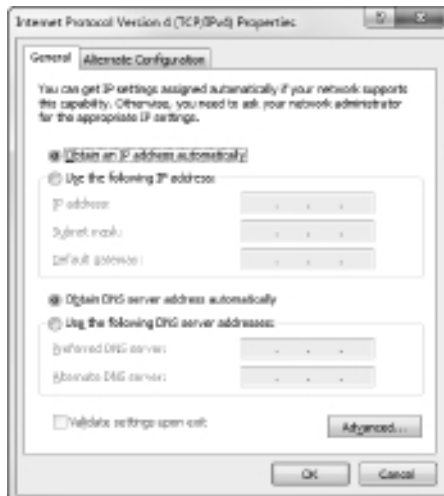 Internet Protocol Version 4 (TCP/IPv4) Properties
General
Alternate Configuration
You can get IP settings assigned automatically if your network supports
this capability. Otherwise, you need to ask your network administrator
for the appropriate IP settings.
Obtain an IP address automatically
Use the following IP address:
IP address:
Subnet mask:
Default gateway:
Obtain DNS server address automatically
Use the following DNS server addresses:
Preferred DNS server:
Alternate DNS server:
Validate settings upon exit
Advanced...
OK
Cancel